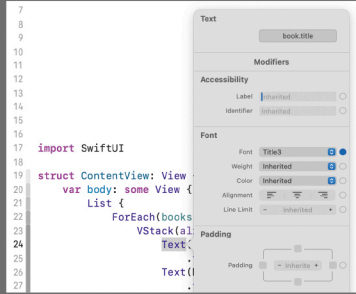 7
8
9
10
11
12
13
14
15
16
17 import SwiftUI
18
19 struct ContentView: View
20 var body: some View {
21 List {
22 ForEach(books
23 VStack(al
24 Text(
25 .
26 Text(
27 .
Text
book.title
Modifiers
Accessibility
Label Inherited
Identifier Inherited
Font
Font Title3
Weight Inherited
Color Inherited
Alignment
Line Limit - Inherited +
Padding
Padding - Inherite +